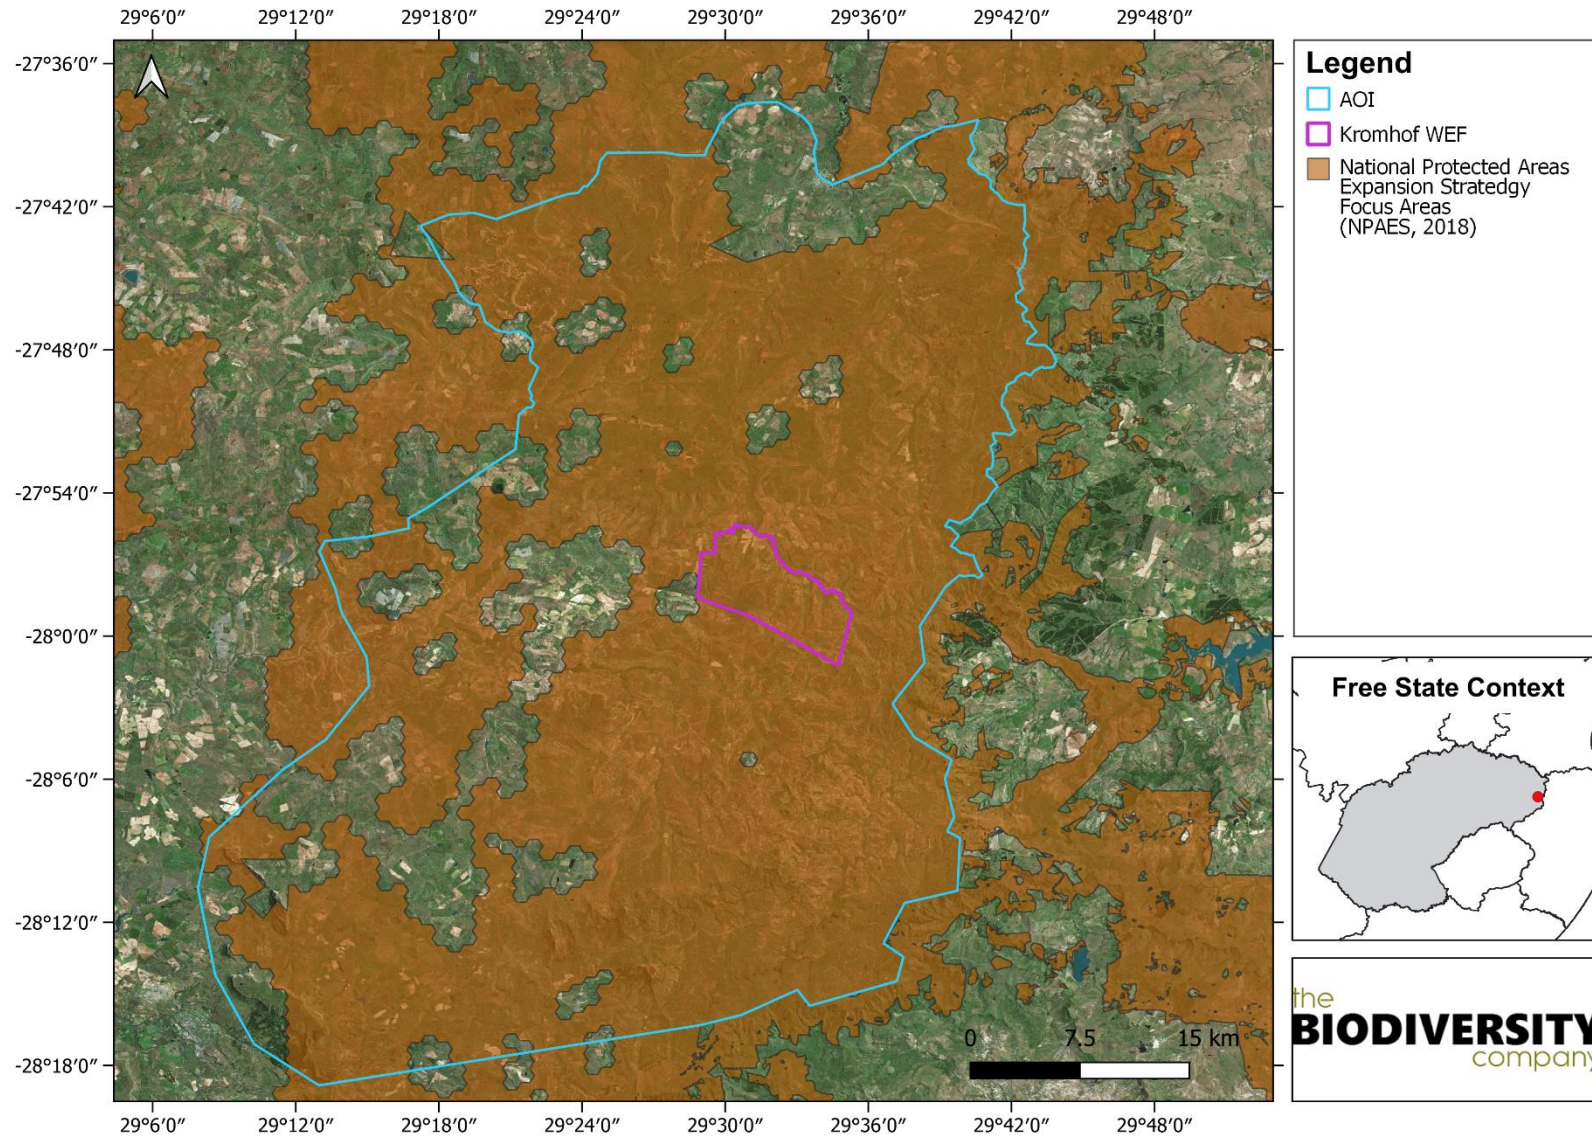 29°6′0″ 29°12′0″ 29°18′0″ 29°24′0″ 29°30′0″ 29°36′0″ 29°42′0″ 29°48′0″
-27°36′0″
-27°42′0″
-27°48′0″
-27°54′0″
-28°0′0″
-28°6′0″
-28°12′0″
-28°18′0″
0 7.5 15 km
29°6′0″ 29°12′0″ 29°18′0″ 29°24′0″ 29°30′0″ 29°36′0″ 29°42′0″ 29°48′0″
Legend
AOI
Kromhof WEF
National Protected Areas
Expansion Stratedgy
Focus Areas
(NPAES, 2018)
Free State Context
the
BIODIVERSITY
company